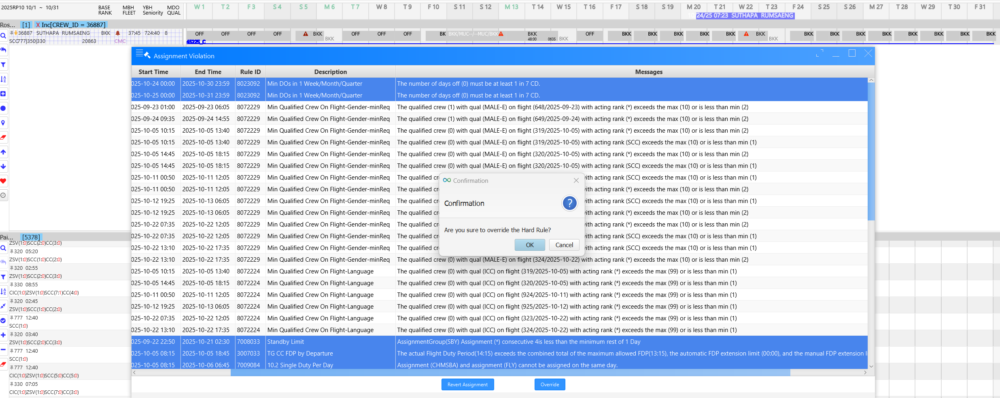 2025RP10 10/1 ~ 10/31 BASE MBH YBH MDO
RANK FLEET Seniority QUAL
W 1 T 2 F 3 S 4 S 5 M 6 T 7 W 8 T 9 F 10 S 11 S 12 M 13 T 14 W 15 T 16 F 17 S 18 S 19 M 20 T 21 W 22 T 23 F 24 S 25 S 26 M 27 T 28 W 29 T 30 F 31
10/24/25 07:23 SUTHAPA RUMSAENG
Ros... [1] X Inc[CREW_ID = 36887]
36887 SUTHAPA RUMSAENG BKK 37:45 724:40 8
SCC777|350|330 20863 CMC
OFF OFF OFF OFF BKK OFF OFF OFF BK BKK/MUC--/--MUC/BKK BKK OFF BKK BKK BKK BKK BKK BKK BKK BKK BKK BKK BKK BKK BKK BKK
BKK 48:00 0635 BKK BKK
45225_C
Assignment Violation
Start Time End Time Rule ID Description Messages
025-10-24 00:00 2025-10-30 23:59 8023092 Min DOs in 1 Week/Month/Quarter The number of days off (0) must be at least 1 in 7 CD.
025-10-25 00:00 2025-10-31 23:59 8023092 Min DOs in 1 Week/Month/Quarter The number of days off (0) must be at least 1 in 7 CD.
025-09-23 01:00 2025-09-23 06:05 8072229 Min Qualified Crew On Flight-Gender-minReq The qualified crew (1) with qual (MALE-E) on flight (648/2025-09-23) with acting rank (*) exceeds the max (10) or is less than min (2)
025-09-24 09:35 2025-09-24 14:55 8072229 Min Qualified Crew On Flight-Gender-minReq The qualified crew (1) with qual (MALE-E) on flight (649/2025-09-24) with acting rank (*) exceeds the max (10) or is less than min (2)
025-10-05 10:15 2025-10-05 13:40 8072229 Min Qualified Crew On Flight-Gender-minReq The qualified crew (0) with qual (MALE-E) on flight (319/2025-10-05) with acting rank (*) exceeds the max (10) or is less than min (2)
025-10-05 10:15 2025-10-05 13:40 8072229 Min Qualified Crew On Flight-Gender-minReq The qualified crew (0) with qual (MALE-E) on flight (319/2025-10-05) with acting rank (SCC) exceeds the max (10) or is less than min (1)
025-10-05 14:45 2025-10-05 18:15 8072229 Min Qualified Crew On Flight-Gender-minReq The qualified crew (0) with qual (MALE-E) on flight (320/2025-10-05) with acting rank (*) exceeds the max (10) or is less than min (2)
025-10-05 14:45 2025-10-05 18:15 8072229 Min Qualified Crew On Flight-Gender-minReq The qualified crew (0) with qual (MALE-E) on flight (320/2025-10-05) with acting rank (SCC) exceeds the max (10) or is less than min (1)
025-10-11 00:50 2025-10-11 12:05 8072229 Min Qualified Crew On Flight-Gender-minReq The qualified cr ith acting rank (SCC) exceeds the max (10) or is less than min (1)
025-10-11 00:50 2025-10-11 12:05 8072229 Min Qualified Crew On Flight-Gender-minReq The qualified cr ith acting rank (*) exceeds the max (10) or is less than min (2)
025-10-12 19:25 2025-10-13 06:05 8072229 Min Qualified Crew On Flight-Gender-minReq The qualified cr ith acting rank (SCC) exceeds the max (10) or is less than min (1)
025-10-12 19:25 2025-10-13 06:05 8072229 Min Qualified Crew On Flight-Gender-minReq The qualified cr ith acting rank (*) exceeds the max (10) or is less than min (2)
025-10-22 07:35 2025-10-22 12:05 8072229 Min Qualified Crew On Flight-Gender-minReq The qualified cr ith acting rank (*) exceeds the max (10) or is less than min (2)
025-10-22 07:35 2025-10-22 12:05 8072229 Min Qualified Crew On Flight-Gender-minReq The qualified cr ith acting rank (SCC) exceeds the max (10) or is less than min (1)
025-10-22 13:10 2025-10-22 17:35 8072229 Min Qualified Crew On Flight-Gender-minReq The qualified cr ith acting rank (SCC) exceeds the max (10) or is less than min (1)
025-10-22 13:10 2025-10-22 17:35 8072229 Min Qualified Crew On Flight-Gender-minReq The qualified crew (0) with qual (MALE-E) on flight (324/2025-10-22) with acting rank (*) exceeds the max (10) or is less than min (2)
025-10-05 10:15 2025-10-05 13:40 8072224 Min Qualified Crew On Flight-Language The qualified crew (0) with qual (ICC) on flight (319/2025-10-05) with acting rank (*) exceeds the max (99) or is less than min (1)
025-10-05 14:45 2025-10-05 18:15 8072224 Min Qualified Crew On Flight-Language The qualified crew (0) with qual (ICC) on flight (320/2025-10-05) with acting rank (*) exceeds the max (99) or is less than min (1)
025-10-11 00:50 2025-10-11 12:05 8072224 Min Qualified Crew On Flight-Language The qualified crew (0) with qual (ICC) on flight (924/2025-10-11) with acting rank (*) exceeds the max (99) or is less than min (1)
025-10-12 19:25 2025-10-13 06:05 8072224 Min Qualified Crew On Flight-Language The qualified crew (0) with qual (ICC) on flight (925/2025-10-12) with acting rank (*) exceeds the max (99) or is less than min (1)
025-10-22 07:35 2025-10-22 12:05 8072224 Min Qualified Crew On Flight-Language The qualified crew (0) with qual (ICC) on flight (323/2025-10-22) with acting rank (*) exceeds the max (99) or is less than min (1)
025-10-22 13:10 2025-10-22 17:35 8072224 Min Qualified Crew On Flight-Language The qualified crew (0) with qual (ICC) on flight (324/2025-10-22) with acting rank (*) exceeds the max (99) or is less than min (1)
025-09-22 22:50 2025-10-21 02:30 7008033 Standby Limit AssignmentGroup(SBY) Assignment (*) consecutive 4is less than the minimum rest of 1 Day
025-10-05 08:15 2025-10-05 18:45 3007033 TG CC FDP by Departure The actual Flight Duty Period(14:15) exceeds the combined total of the maximum allowed FDP(13:15), the automatic FDP extension limit (00:00), and the manual FDP extension li
025-10-05 08:15 2025-10-06 06:45 7009084 10.2 Single Duty Per Day Assignment (CHMSBA) and assignment (FLY) cannot be assigned on the same day.
Revert Assignment Override
Confirmation
Confirmation
Are you sure to override the Hard Rule?
OK Cancel
Pai... [5378]
ZSV(1:0)SCC(2:0)CC(3:0)
320 05:20
ZSV(1:0)SCC(1:0)CC(2:0)
320 02:55
ZSV(1:0)SCC(2:0)CC(3:0)
330 08:55
CIC(1:0)ZSV(1:0)SCC(7:1)CC(4:0)
320 02:45
ZSV(1:0)SCC(1:0)CC(2:0)
777 12:40
SCC(1:0)
320 03:40
ZSV(1:0)SCC(2:0)CC(3:0)
777 12:40
SCC(1:0)
777 12:40
CIC(1:0)ZSV(1:0)SCC(5:0)CC(5:0)
330 07:05
CIC(1:0)ZSV(1:0)SCC(7:0)CC(3:0)